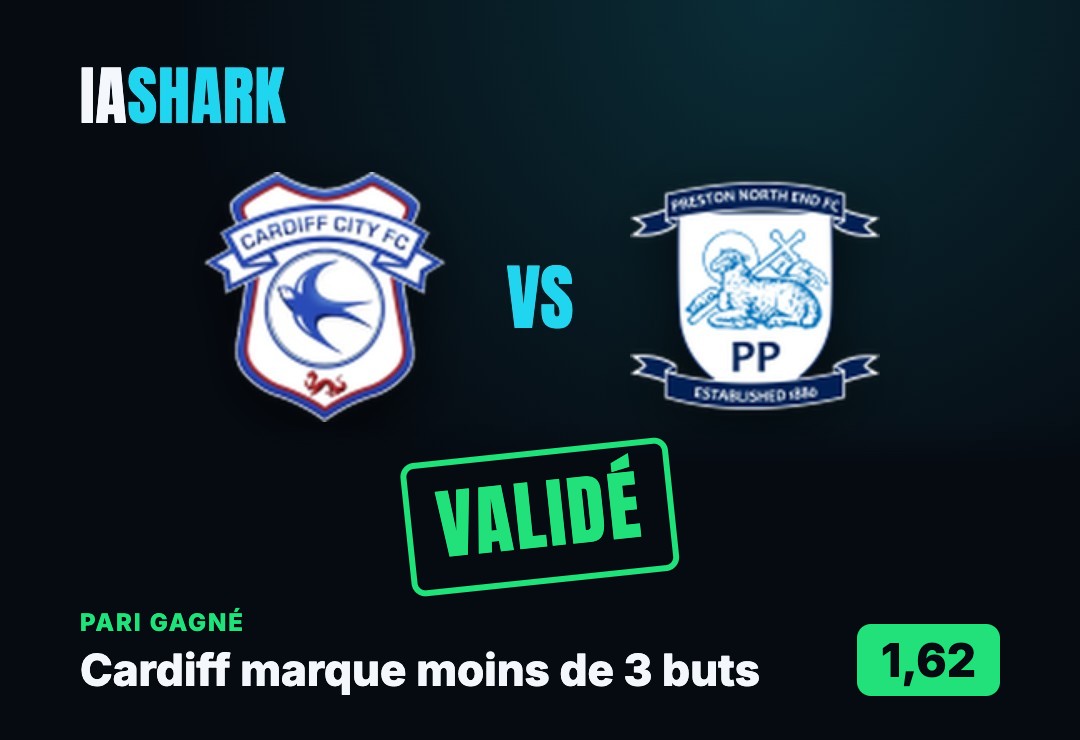 IASHARK
CARDIFF CITY FC
VS
PRESTON NORTH END FC
PP
ESTABLISHED 1880
VALIDÉ
PARI GAGNÉ
Cardiff marque moins de 3 buts
1,62